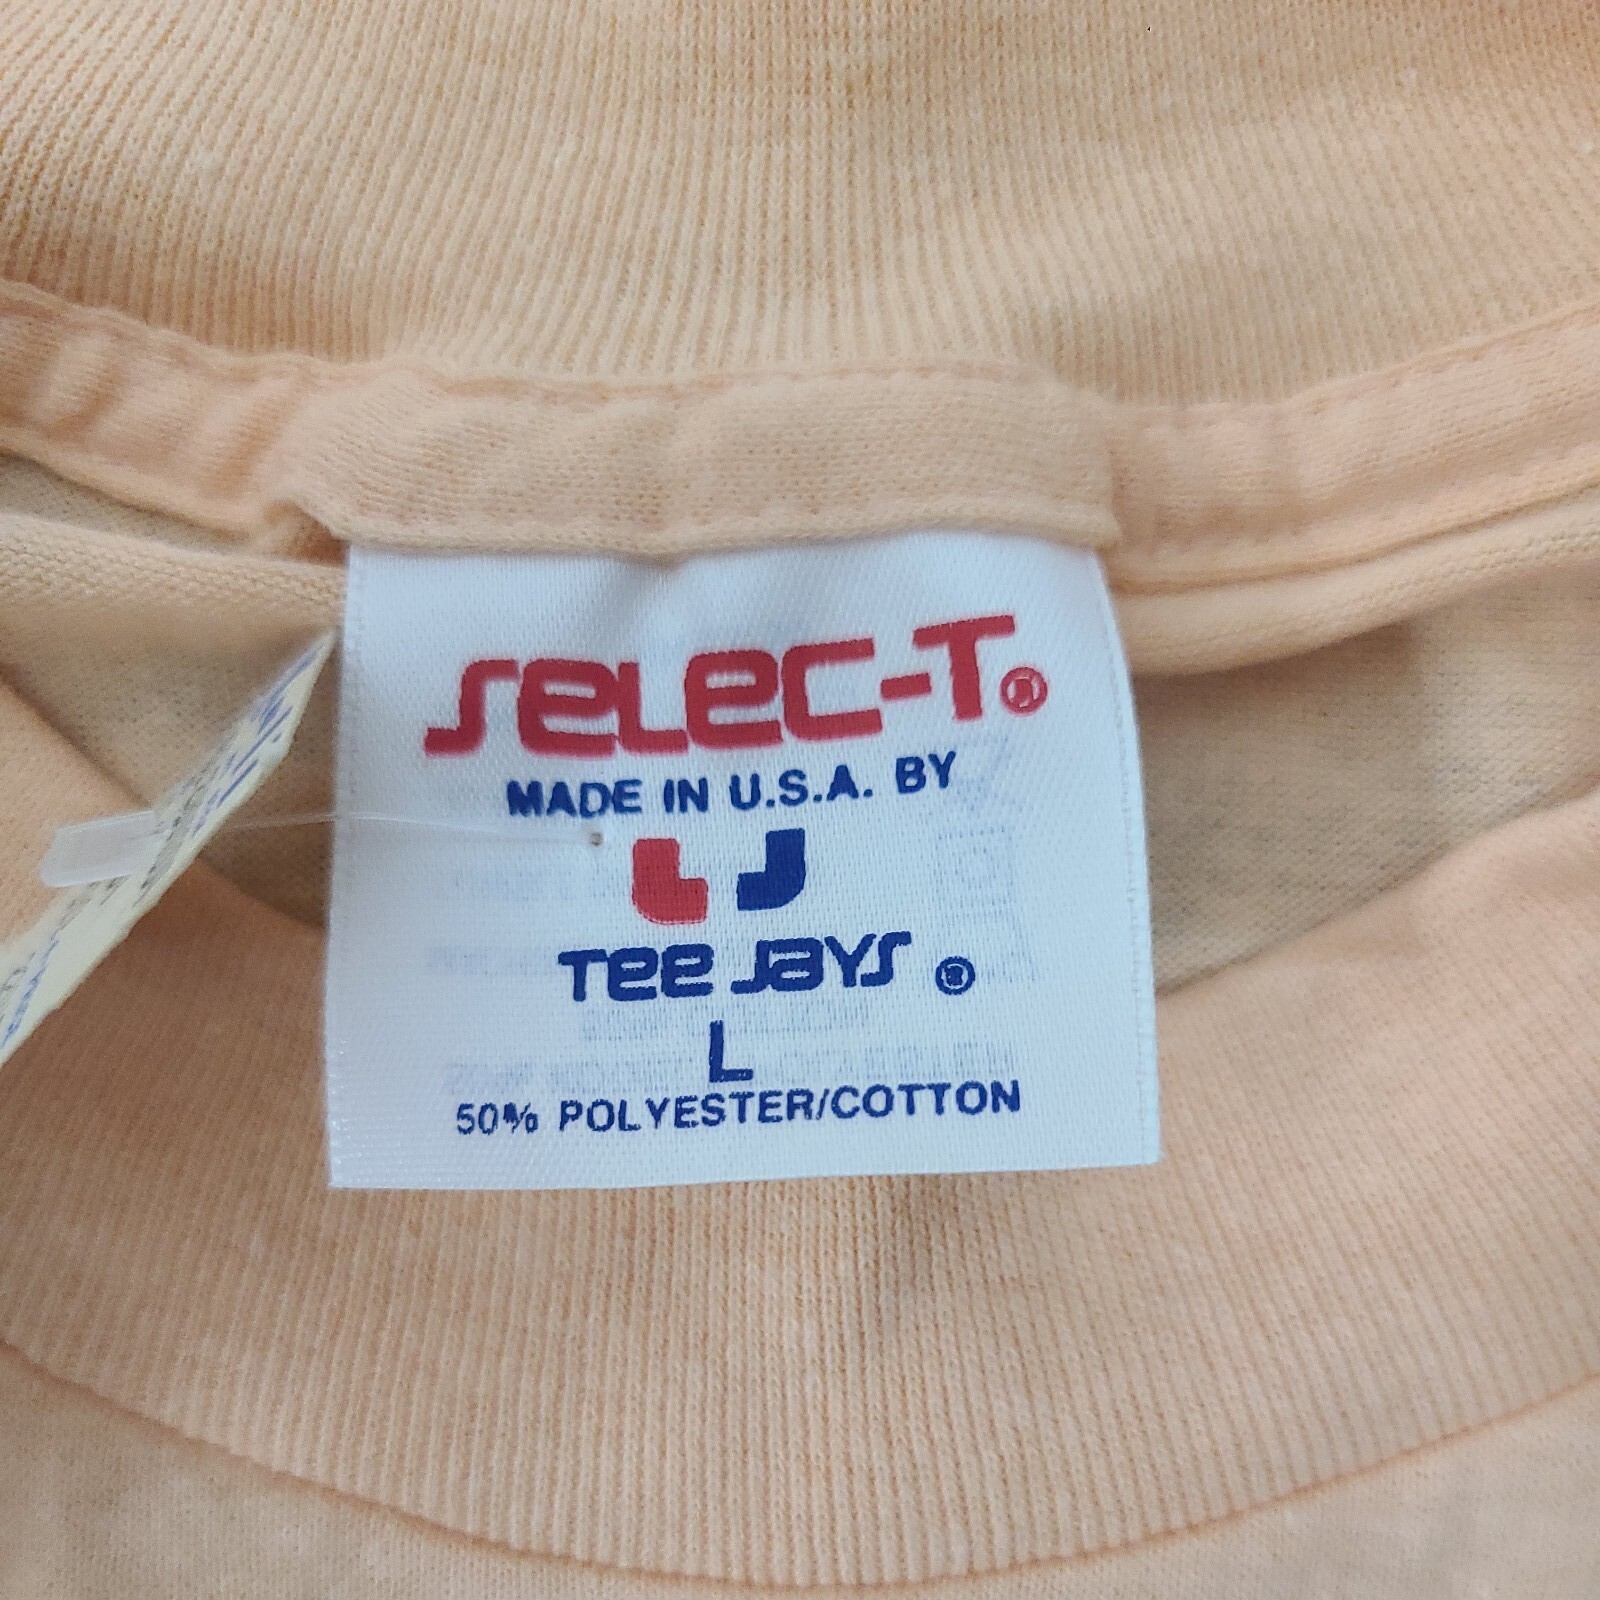 SELEC-T®
MADE IN U.S.A. BY
TEE JAYS ®
L
50% POLYESTER/COTTON